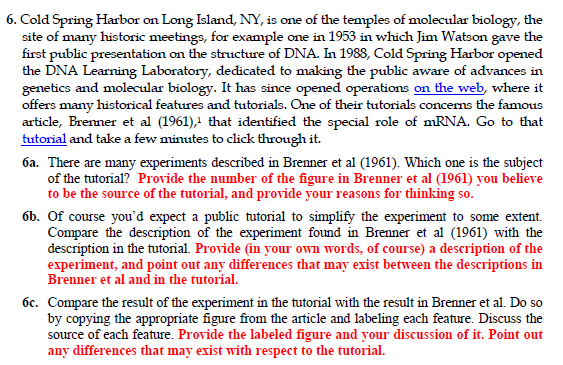 6. Cold Spring Harbor on Long Island, NY, is one of the temples of molecular biology, the
site of many historic meetings, for example one in 1953 in which Jim Watson gave the
first public presentation on the structure of DNA. In 1988, Cold Spring Harbor opened
the DNA Learning Laboratory, dedicated to making the public aware of advances in
genetics and molecular biology. It has since opened operations on the web, where it
offers many historical features and tutorials. One of their tutorials concerns the famous
article, Brenner et al (1961),¹ that identified the special role of mRNA. Go to that
tutorial and take a few minutes to click through it.
6a. There are many experiments described in Brenner et al (1961). Which one is the subject
of the tutorial? Provide the number of the figure in Brenner et al (1961) you believe
to be the source of the tutorial, and provide your reasons for thinking so.
6b. Of course you'd expect a public tutorial to simplify the experiment to some extent.
Compare the description of the experiment found in Brenner et al (1961) with the
description in the tutorial. Provide (in your own words, of course) a description of the
experiment, and point out any differences that may exist between the descriptions in
Brenner et al and in the tutorial.
6c. Compare the result of the experiment in the tutorial with the result in Brenner et al. Do so
by copying the appropriate figure from the article and labeling each feature. Discuss the
source of each feature. Provide the labeled figure and your discussion of it. Point out
any differences that may exist with respect to the tutorial.